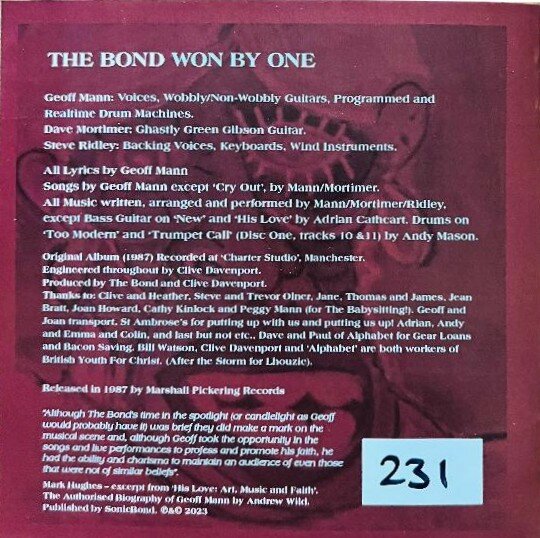 THE BOND WON BY ONE
Geoff Mann: Voices, Wobbly/Non-Wobbly Guitars, Programmed and
Realtime Drum Machines.
Dave Mortimer: Ghastly Green Gibson Guitar.
Steve Ridley: Backing Voices, Keyboards, Wind Instruments.
All Lyrics by Geoff Mann
Songs by Geoff Mann except 'Cry Out', by Mann/Mortimer.
All Music written, arranged and performed by Mann/Mortimer/Ridley,
except Bass Guitar on 'New' and 'His Love' by Adrian Cathcart. Drums on
'Too Modern' and 'Trumpet Call' (Disc One, tracks 10 &11) by Andy Mason.
Original Album (1987) Recorded at 'Charter Studio', Manchester.
Engineered throughout by Clive Davenport.
Produced by The Bond and Clive Davenport.
Thanks to: Clive and Heather, Steve and Trevor Olner, Jane, Thomas and James, Jean
Bratt, Joan Howard, Cathy Kinlock and Peggy Mann (for The Babysitting!). Geoff and
Joan transport, St Ambrose's for putting up with us and putting us up! Adrian, Andy
and Emma and Colin, and last but not etc., Dave and Paul of Alphabet for Gear Loans
and Bacon Saving. Bill Watson, Clive Davenport and 'Alphabet' are both workers of
British Youth For Christ. (After the Storm for Lhouzic).
Released in 1987 by Marshall Pickering Records
"Although The Bond's time in the spotlight (or candlelight as Geoff
would probably have it) was brief they did make a mark on the
musical scene and, although Geoff took the opportunity in the
songs and live performances to profess and promote his faith, he
had the ability and charisma to maintain an audience of even those
that were not of similar beliefs".
Mark Hughes – excerpt from 'His Love: Art, Music and Faith'.
The Authorised Biography of Geoff Mann by Andrew Wild.
Published by SonicBond. ℗&© 2023
231